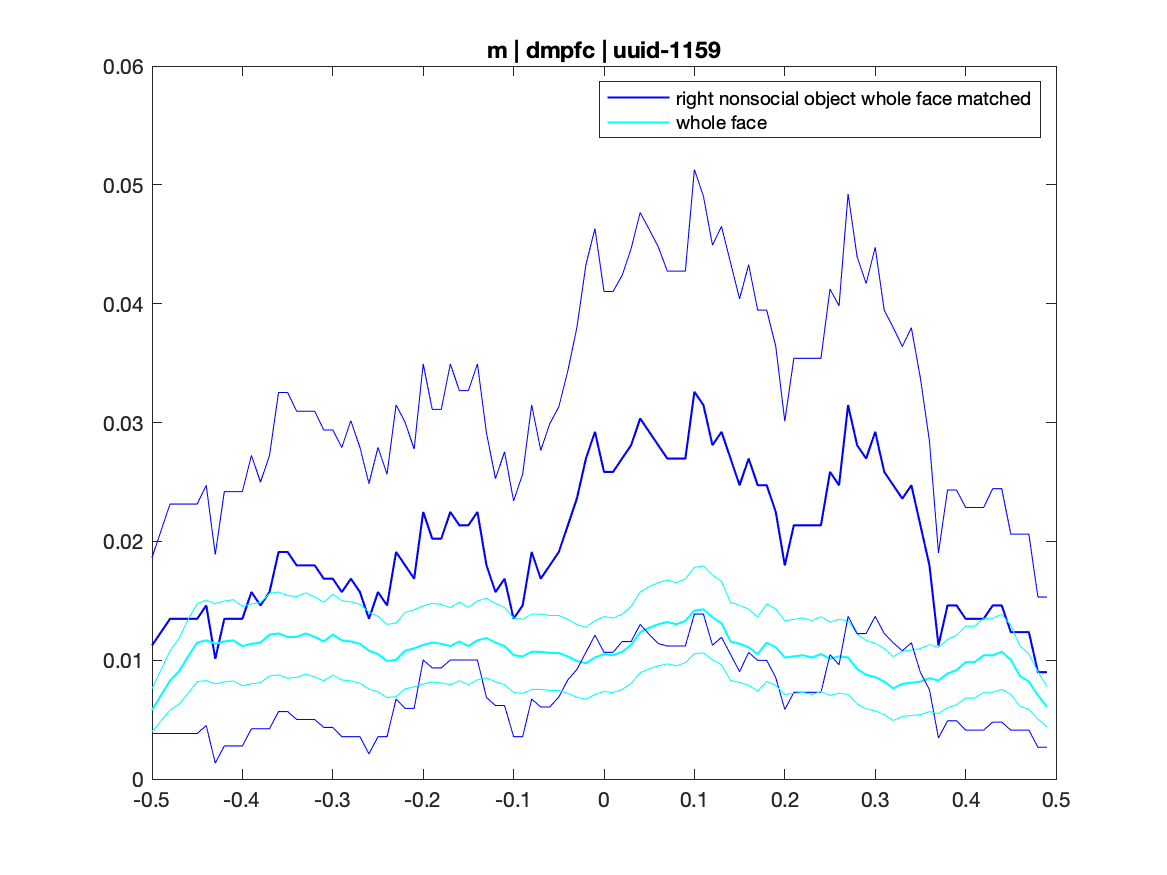 m | dmpfc | uuid-1159
0.06
right nonsocial object whole face matched
whole face
0.05
0.04
0.03
0.02
0.01
0
-0.5 -0.4 -0.3 -0.2 -0.1 0 0.1 0.2 0.3 0.4 0.5